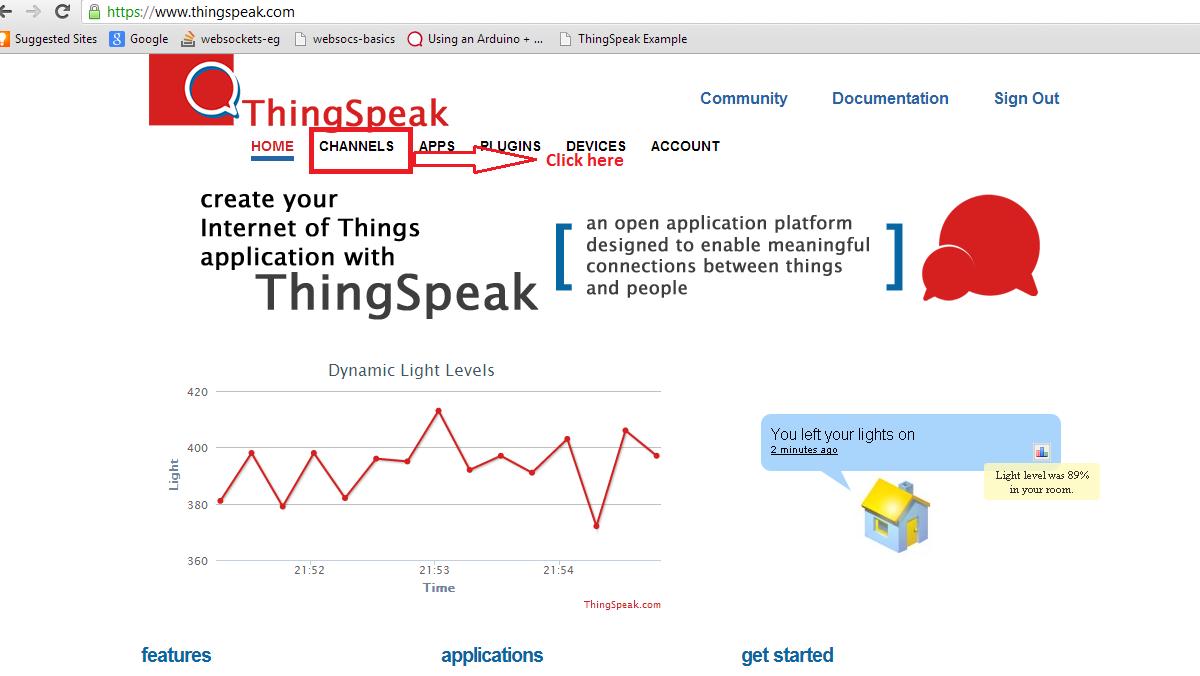 https://www.thingspeak.com
Suggested Sites Google websockets-eg websocs-basics Using an Arduino + ... ThingSpeak Example
ThingSpeak
Community Documentation Sign Out
HOME CHANNELS APPS PLUGINS DEVICES ACCOUNT
Click here
create your
Internet of Things
application with
ThingSpeak
an open application platform
designed to enable meaningful
connections between things
and people
Dynamic Light Levels
420
400
380
360
Light
21:52 21:53 21:54
Time
ThingSpeak.com
You left your lights on
2 minutes ago
Light level was 89%
in your room.
features applications get started